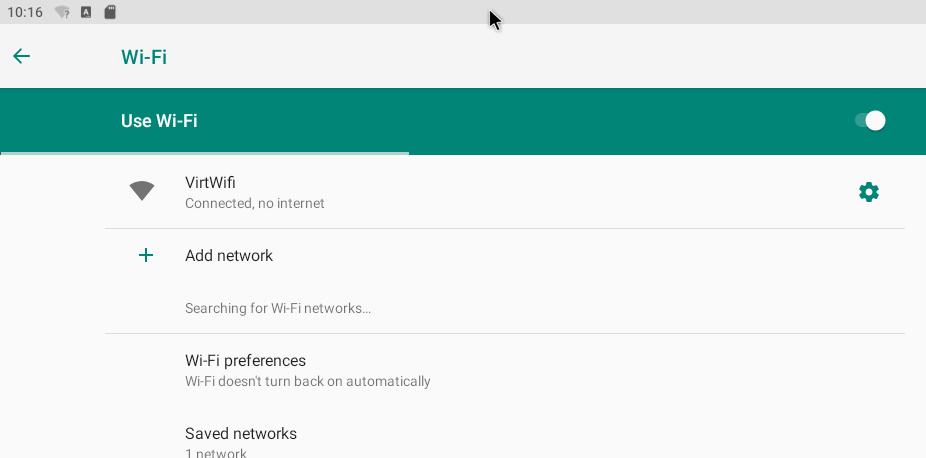 10:16
Wi-Fi
Use Wi-Fi
VirtWifi
Connected, no internet
Add network
Searching for Wi-Fi networks…
Wi-Fi preferences
Wi-Fi doesn't turn back on automatically
Saved networks
1 network